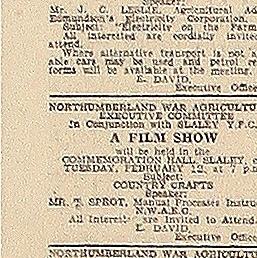 Mr. J. C. LESLIE, Agricultural Ad
Edmundson's Electricity Corporation.
Subject: "Electricity on the Farm
All interested are cordially invited
attend.
Where alternative transport is not a
able cars may be used and petrol re
forms will be available at the meeting.
E. DAVID,
Executive Office
NORTHUMBERLAND WAR AGRICULTU
EXECUTIVE COMMITTEE
In Conjunction with SLALEY Y.F.C.
A FILM SHOW
will be held in the
COMMEMORATION HALL, SLALEY,
TUESDAY, FEBRUARY 12, at 7 p.m
Subject:
COUNTRY CRAFTS
Speaker:
MR. T. SPROT, Manual Processes Instruc
N.W.A.E.C.
All Interested are Invited to Attend.
E. DAVID,
Executive Office
NORTHUMBERLAND WAR AGRICULTU